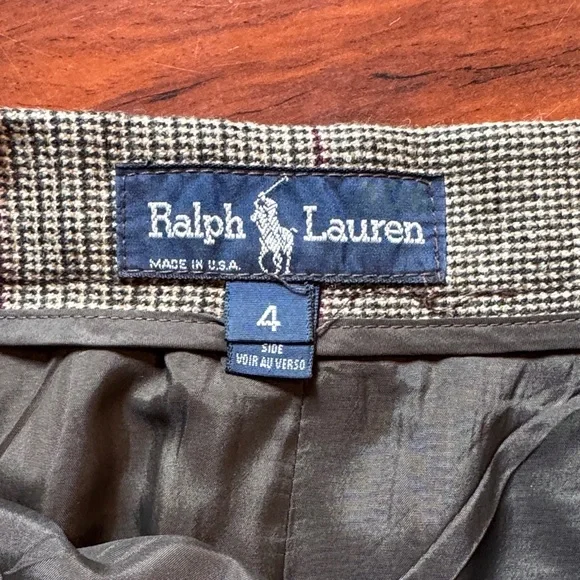 Ralph Lauren
MADE IN U.S.A.
4
SIDE
VOIR AU VERSO